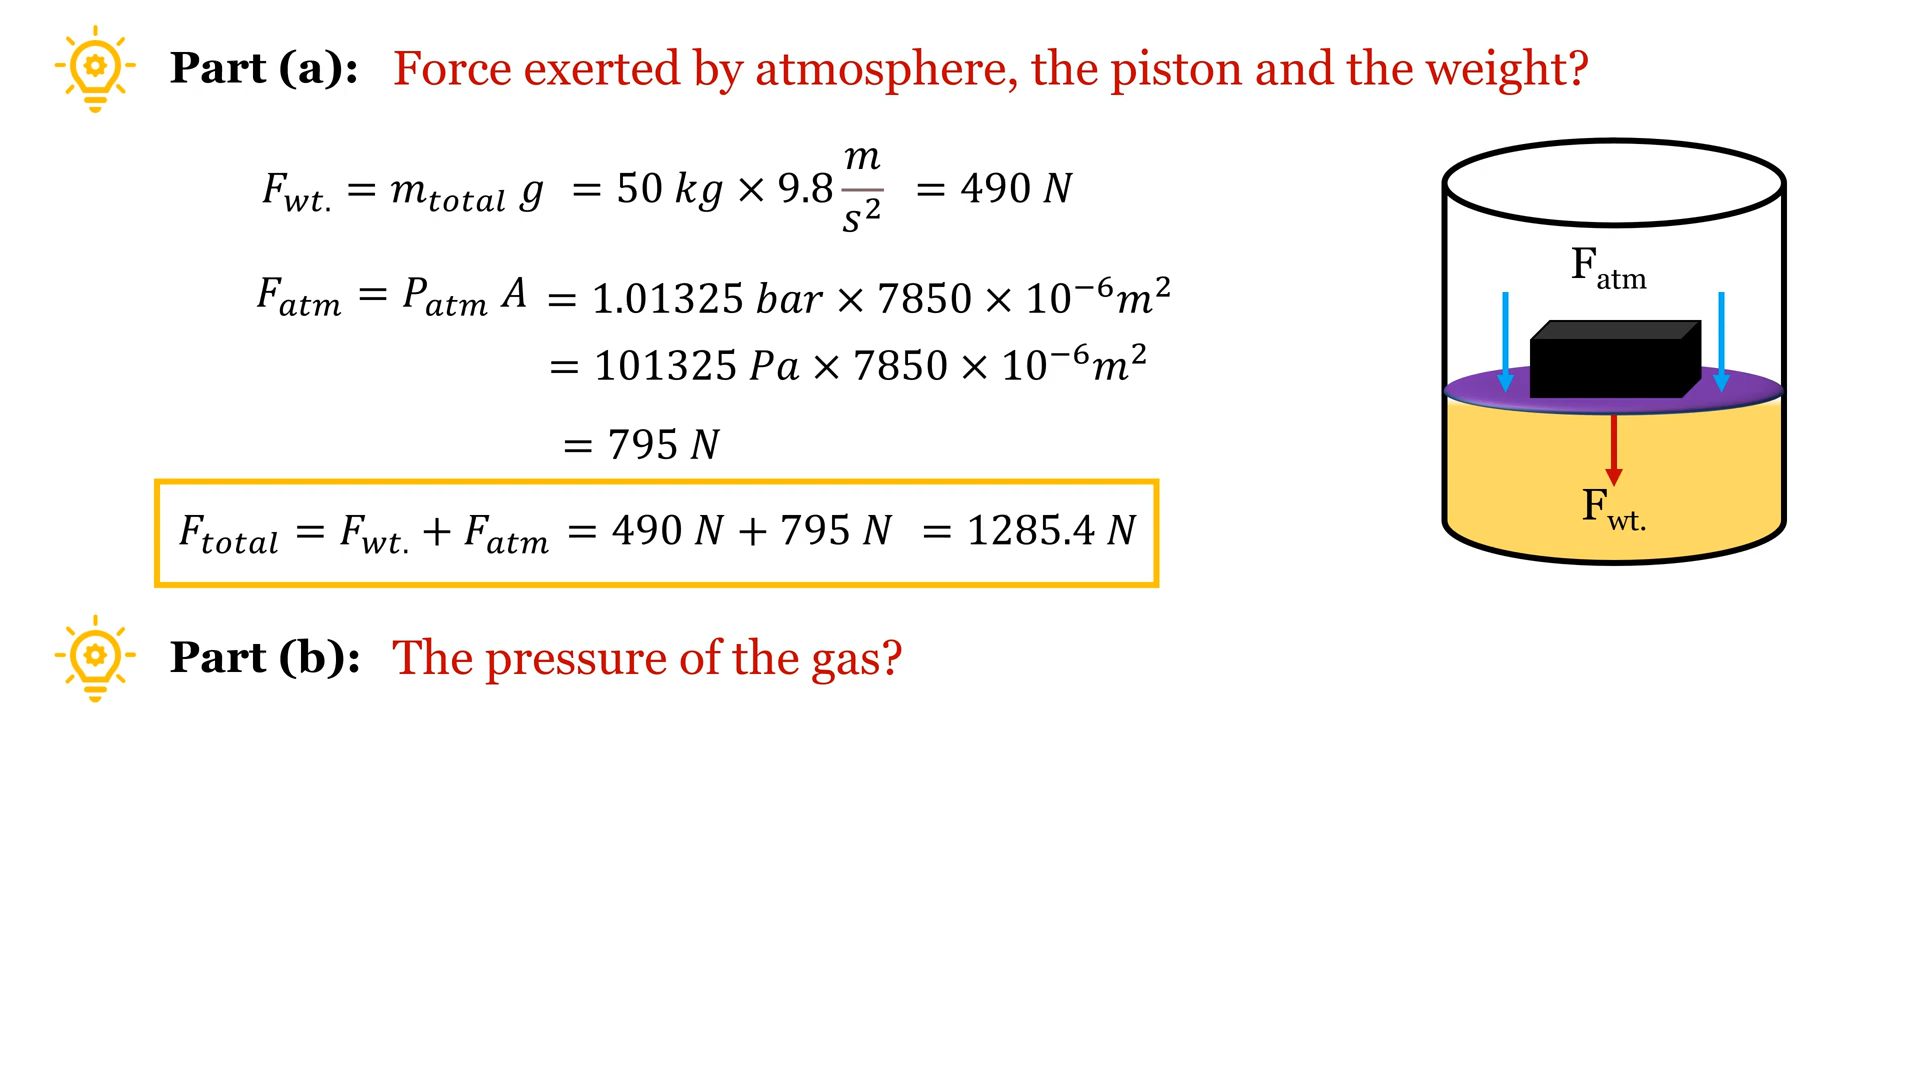 Part (a): Force exerted by atmosphere, the piston and the weight?
F_wt. = m_total g = 50 kg × 9.8 m/s² = 490 N
F_atm = P_atm A = 1.01325 bar × 7850 × 10⁻⁶m²
= 101325 Pa × 7850 × 10⁻⁶m²
= 795 N
F_total = F_wt. + F_atm = 490 N + 795 N = 1285.4 N
F_atm
F_wt.
Part (b): The pressure of the gas?